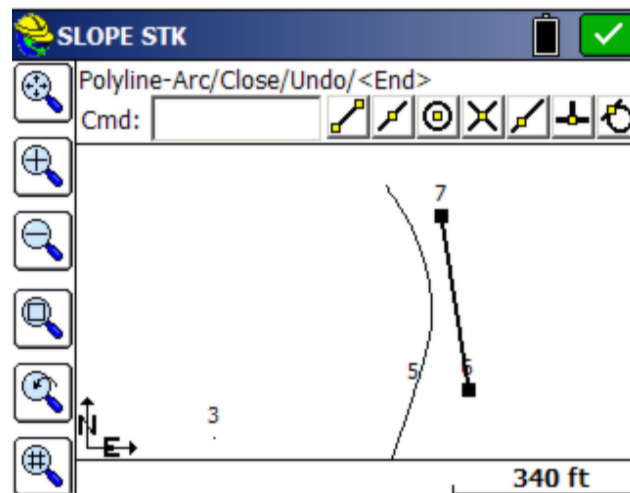 SLOPE STK
Polyline-Arc/Close/Undo/<End>
Cmd:
7
5
6
3
N
E
340 ft